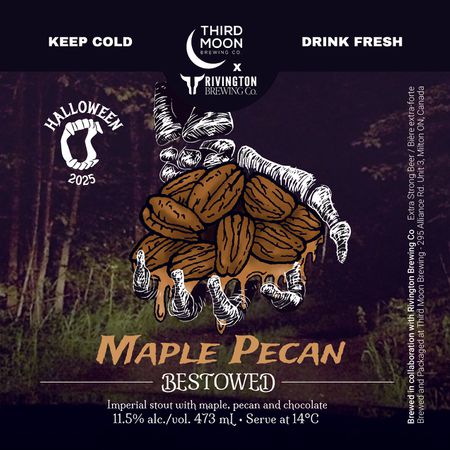 KEEP COLD
THIRD
MOON
BREWING CO.
x
RIVINGTON
BREWING Co.
DRINK FRESH
HALLOWEEN
2025
MAPLE PECAN
BESTOWED
Imperial stout with maple, pecan and chocolate
11.5% alc./vol. 473 ml • Serve at 14°C
Brewed in collaboration with Rivington Brewing Co Extra Strong Beer / Bière extra-forte
Brewed and Packaged at Third Moon Brewing - 295 Alliance Rd. Unit 3, Milton ON, Canada